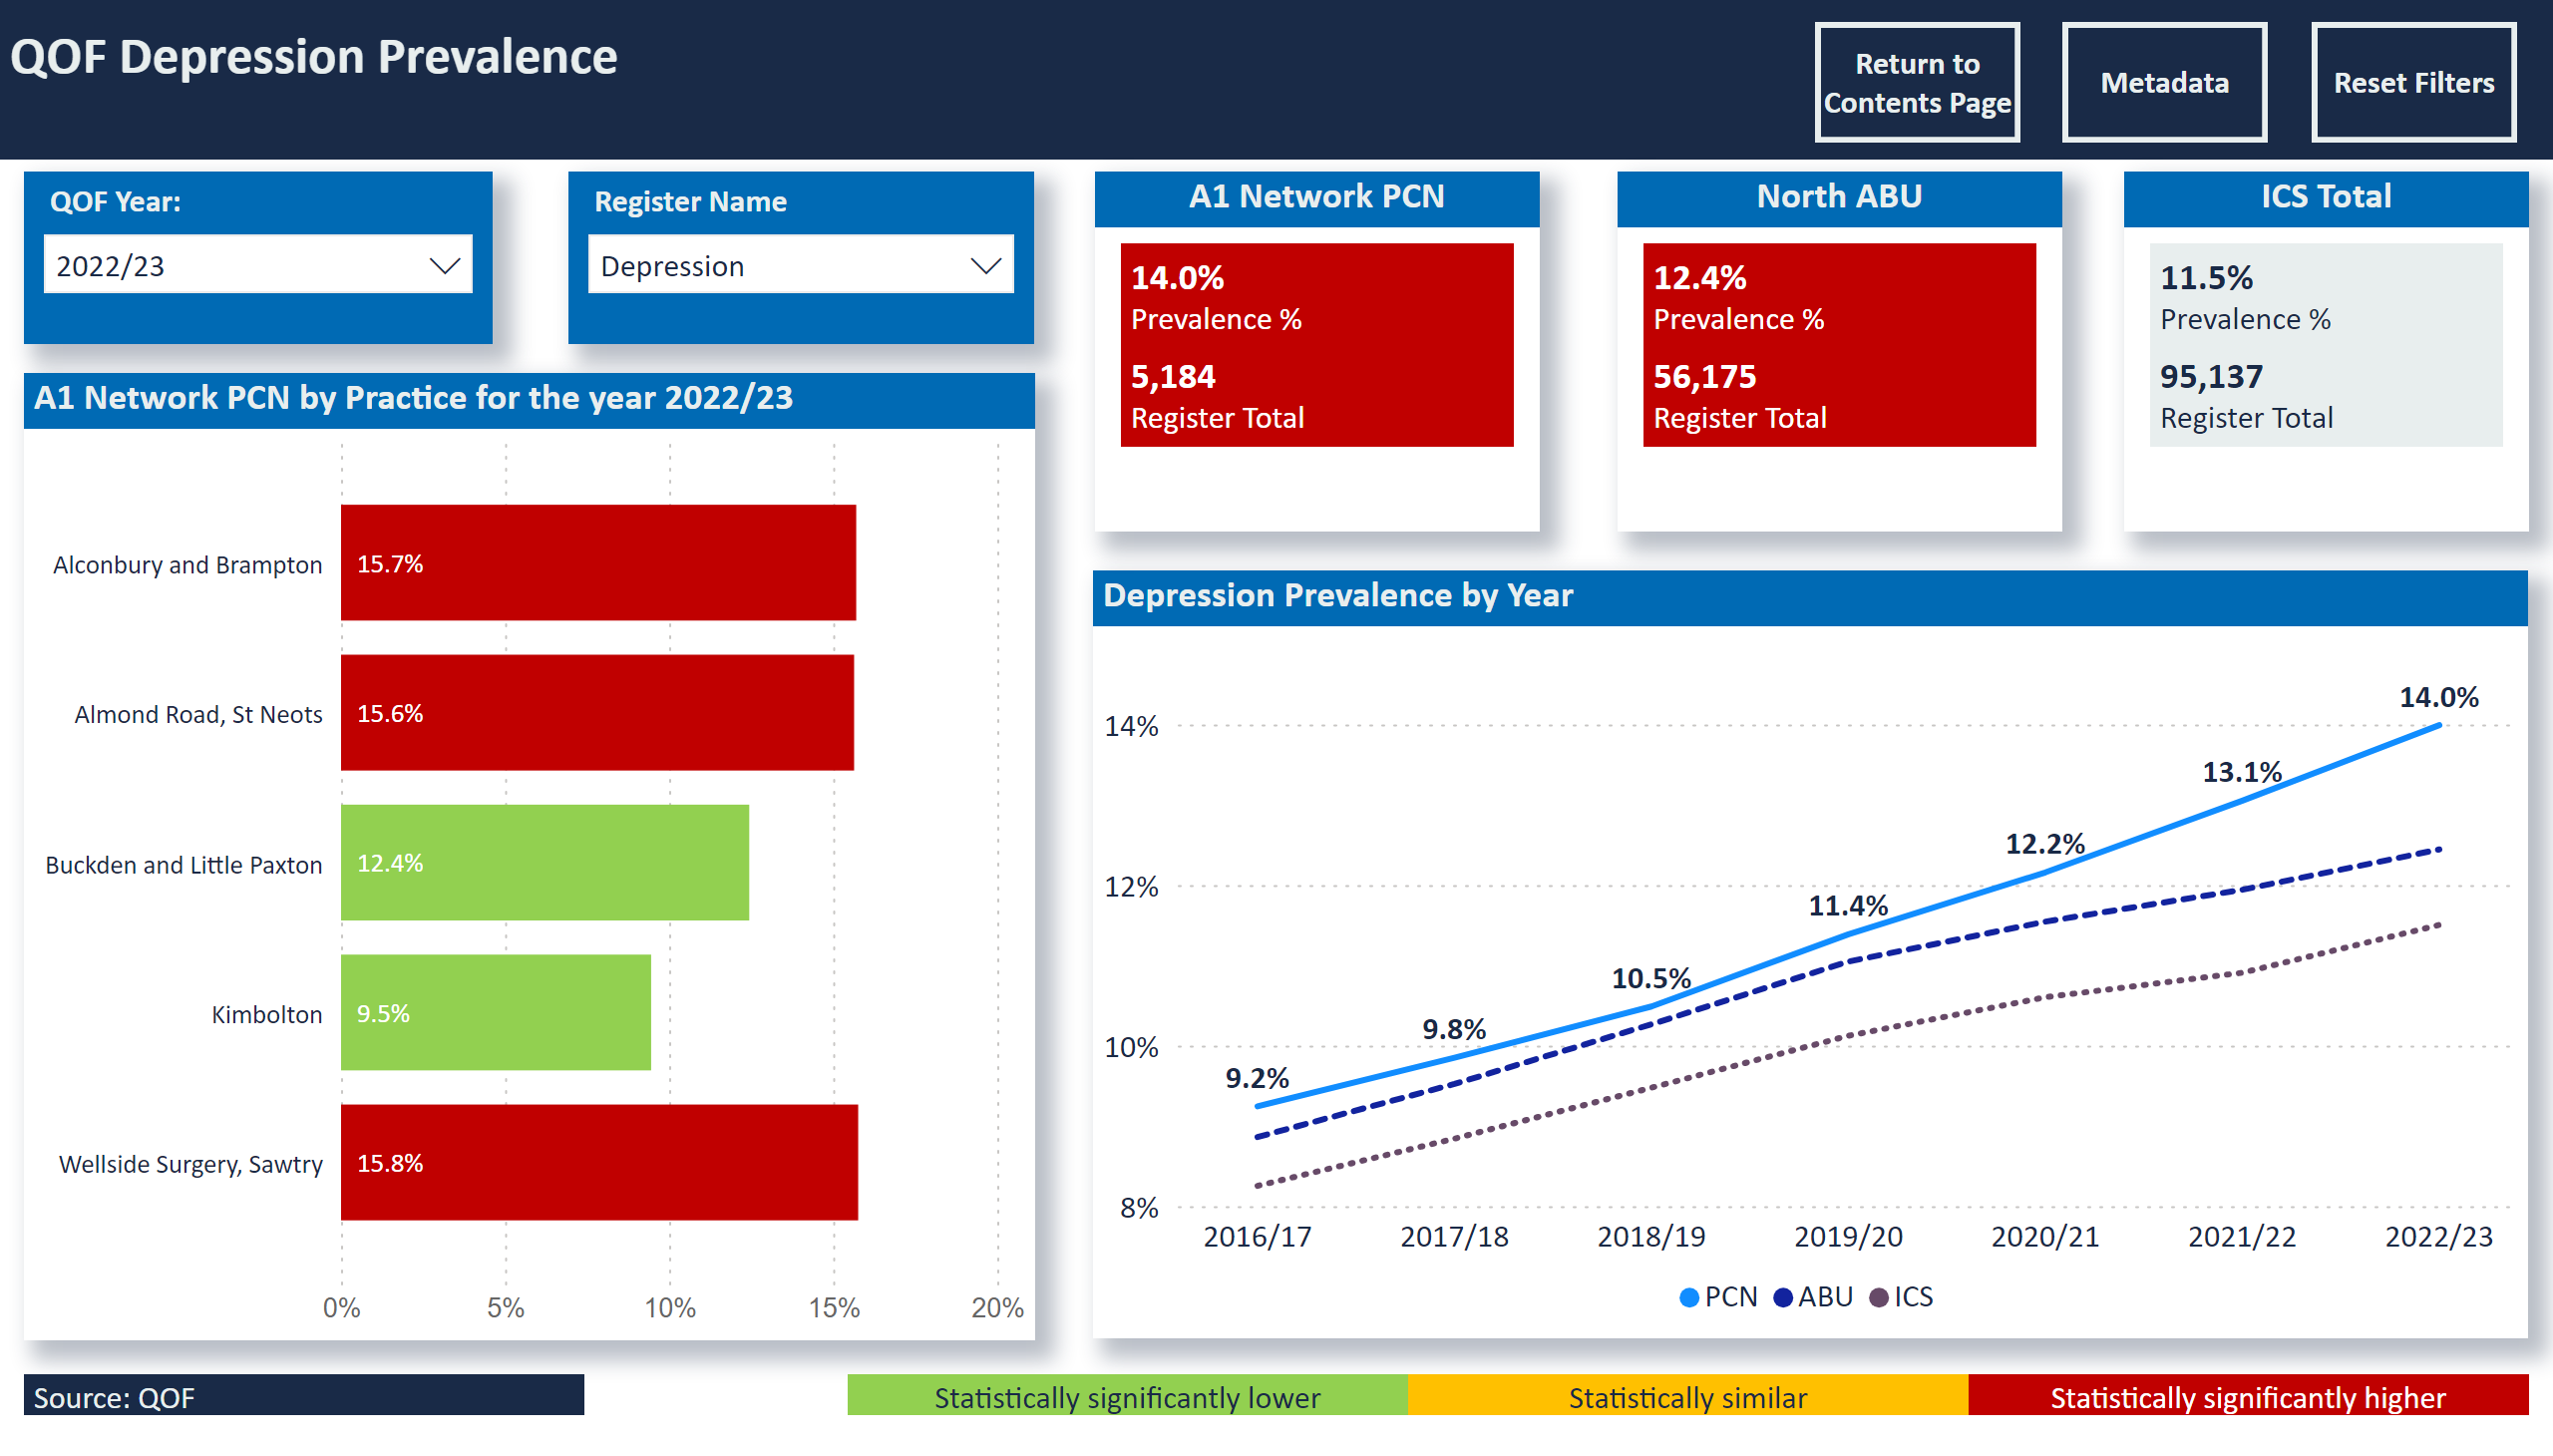 QOF Depression Prevalence
Return to
Contents Page
Metadata
Reset Filters
QOF Year:
2022/23
Register Name
Depression
A1 Network PCN
14.0%
Prevalence %
5,184
Register Total
North ABU
12.4%
Prevalence %
56,175
Register Total
ICS Total
11.5%
Prevalence %
95,137
Register Total
A1 Network PCN by Practice for the year 2022/23
Alconbury and Brampton
15.7%
Almond Road, St Neots
15.6%
Buckden and Little Paxton
12.4%
Kimbolton
9.5%
Wellside Surgery, Sawtry
15.8%
0%
5%
10%
15%
20%
Depression Prevalence by Year
14%
12%
10%
8%
9.2%
9.8%
10.5%
11.4%
12.2%
13.1%
14.0%
2016/17
2017/18
2018/19
2019/20
2020/21
2021/22
2022/23
PCN
ABU
ICS
Source: QOF
Statistically significantly lower
Statistically similar
Statistically significantly higher